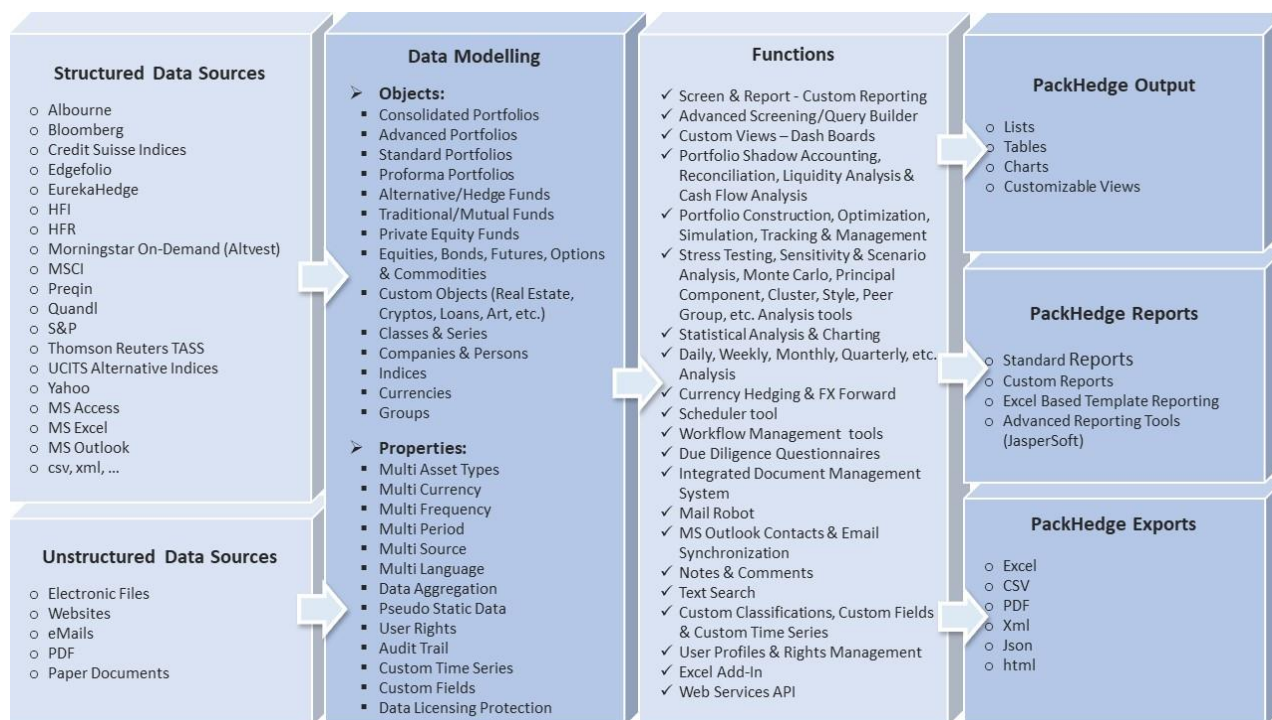 Structured Data Sources
o Albourne
o Bloomberg
o Credit Suisse Indices
o Edgefolio
o EurekaHedge
o HFI
o HFR
o Morningstar On-Demand (Altvest)
o MSCI
o Preqin
o Quandl
o S&P
o Thomson Reuters TASS
o UCITS Alternative Indices
o Yahoo
o MS Access
o MS Excel
o MS Outlook
o csv, xml, ...
Unstructured Data Sources
o Electronic Files
o Websites
o eMails
o PDF
o Paper Documents
Data Modelling
➢ Objects:
▪ Consolidated Portfolios
▪ Advanced Portfolios
▪ Standard Portfolios
▪ Proforma Portfolios
▪ Alternative/Hedge Funds
▪ Traditional/Mutual Funds
▪ Private Equity Funds
▪ Equities, Bonds, Futures, Options
& Commodities
▪ Custom Objects (Real Estate,
Cryptos, Loans, Art, etc.)
▪ Classes & Series
▪ Companies & Persons
▪ Indices
▪ Currencies
▪ Groups
➢ Properties:
▪ Multi Asset Types
▪ Multi Currency
▪ Multi Frequency
▪ Multi Period
▪ Multi Source
▪ Multi Language
▪ Data Aggregation
▪ Pseudo Static Data
▪ User Rights
▪ Audit Trail
▪ Custom Time Series
▪ Custom Fields
▪ Data Licensing Protection
Functions
✓ Screen & Report - Custom Reporting
✓ Advanced Screening/Query Builder
✓ Custom Views – Dash Boards
✓ Portfolio Shadow Accounting,
Reconciliation, Liquidity Analysis &
Cash Flow Analysis
✓ Portfolio Construction, Optimization,
Simulation, Tracking & Management
✓ Stress Testing, Sensitivity & Scenario
Analysis, Monte Carlo, Principal
Component, Cluster, Style, Peer
Group, etc. Analysis tools
✓ Statistical Analysis & Charting
✓ Daily, Weekly, Monthly, Quarterly, etc.
Analysis
✓ Currency Hedging & FX Forward
✓ Scheduler tool
✓ Workflow Management tools
✓ Due Diligence Questionnaires
✓ Integrated Document Management
System
✓ Mail Robot
✓ MS Outlook Contacts & Email
Synchronization
✓ Notes & Comments
✓ Text Search
✓ Custom Classifications, Custom Fields
& Custom Time Series
✓ User Profiles & Rights Management
✓ Excel Add-In
✓ Web Services API
PackHedge Output
o Lists
o Tables
o Charts
o Customizable Views
PackHedge Reports
o Standard Reports
o Custom Reports
o Excel Based Template Reporting
o Advanced Reporting Tools
(JasperSoft)
PackHedge Exports
o Excel
o CSV
o PDF
o Xml
o Json
o html